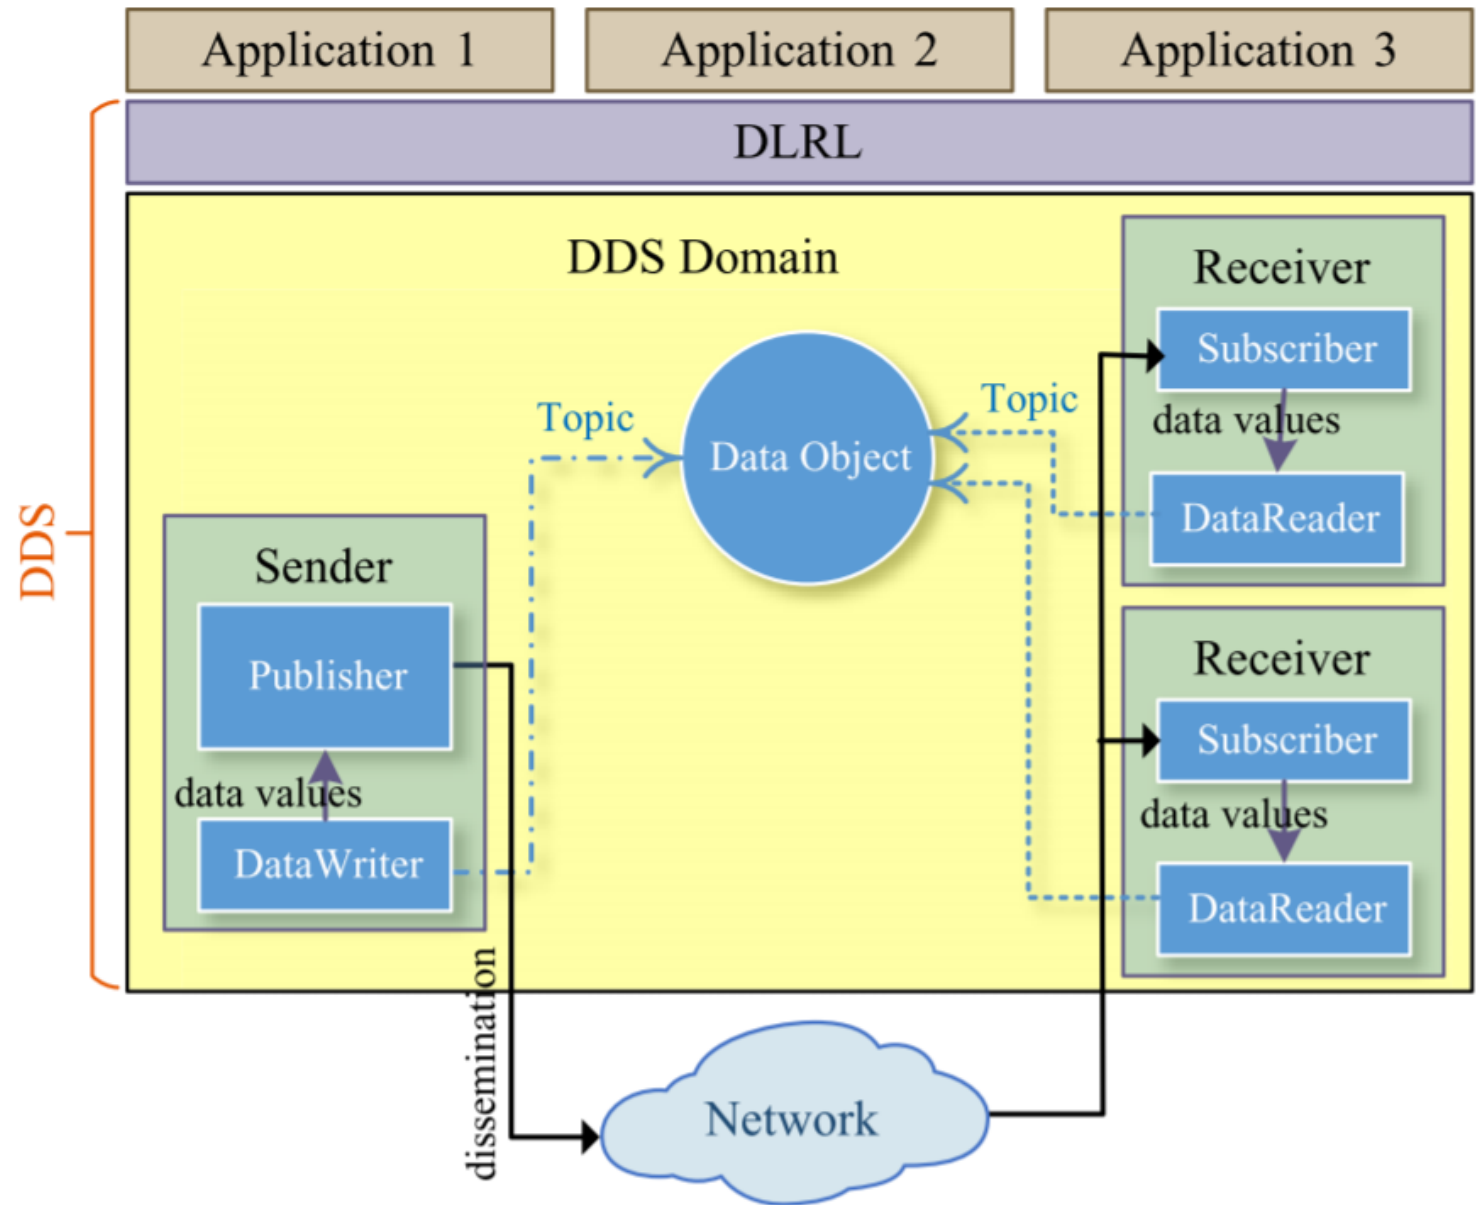 Application 1
Application 2
Application 3
DLRL
DDS
DDS Domain
Topic
Data Object
Topic
Sender
Publisher
data values
DataWriter
dissemination
Network
Receiver
Subscriber
data values
DataReader
Receiver
Subscriber
data values
DataReader